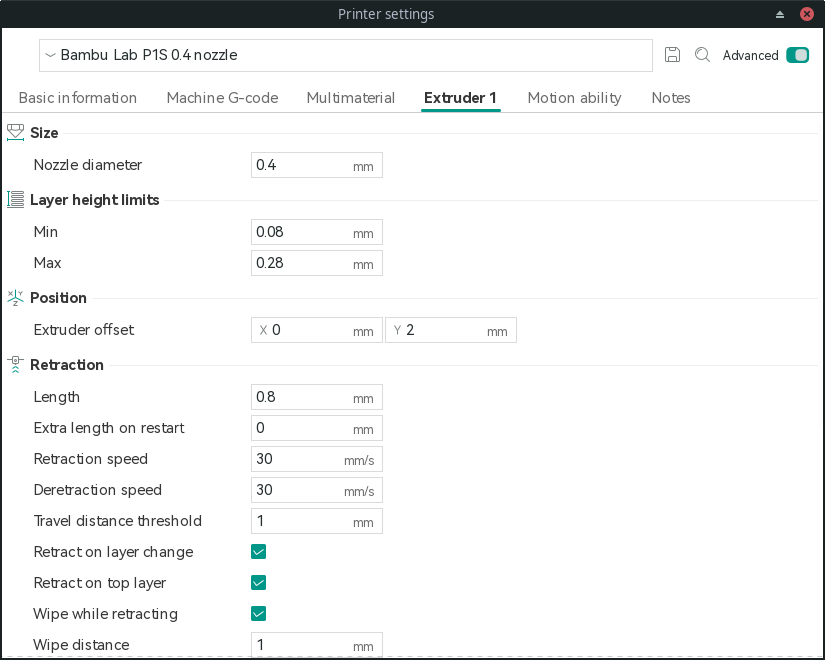 Printer settings
Bambu Lab P1S 0.4 nozzle
Advanced
Basic information Machine G-code Multimaterial Extruder 1 Motion ability Notes
Size
Nozzle diameter 0.4 mm
Layer height limits
Min 0.08 mm
Max 0.28 mm
X Y Z Position
Extruder offset X 0 mm Y 2 mm
Retraction
Length 0.8 mm
Extra length on restart 0 mm
Retraction speed 30 mm/s
Deretraction speed 30 mm/s
Travel distance threshold 1 mm
Retract on layer change
Retract on top layer
Wipe while retracting
Wipe distance 1 mm